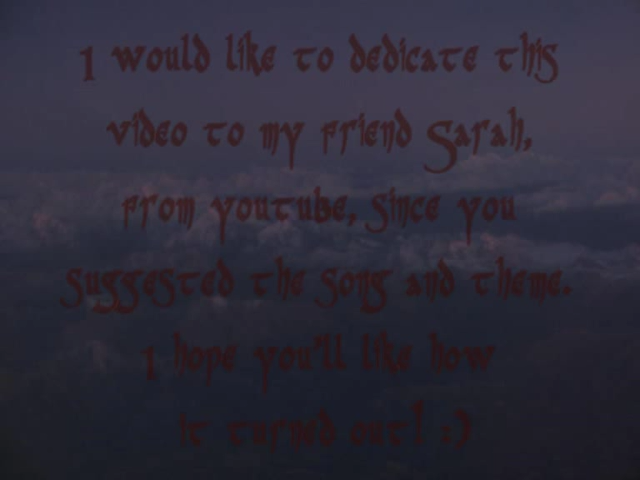 I would like to dedicate this
video to my friend Sarah,
from youtube, since you
suggested the song and theme.
I hope you'll like how
it turned out! :)